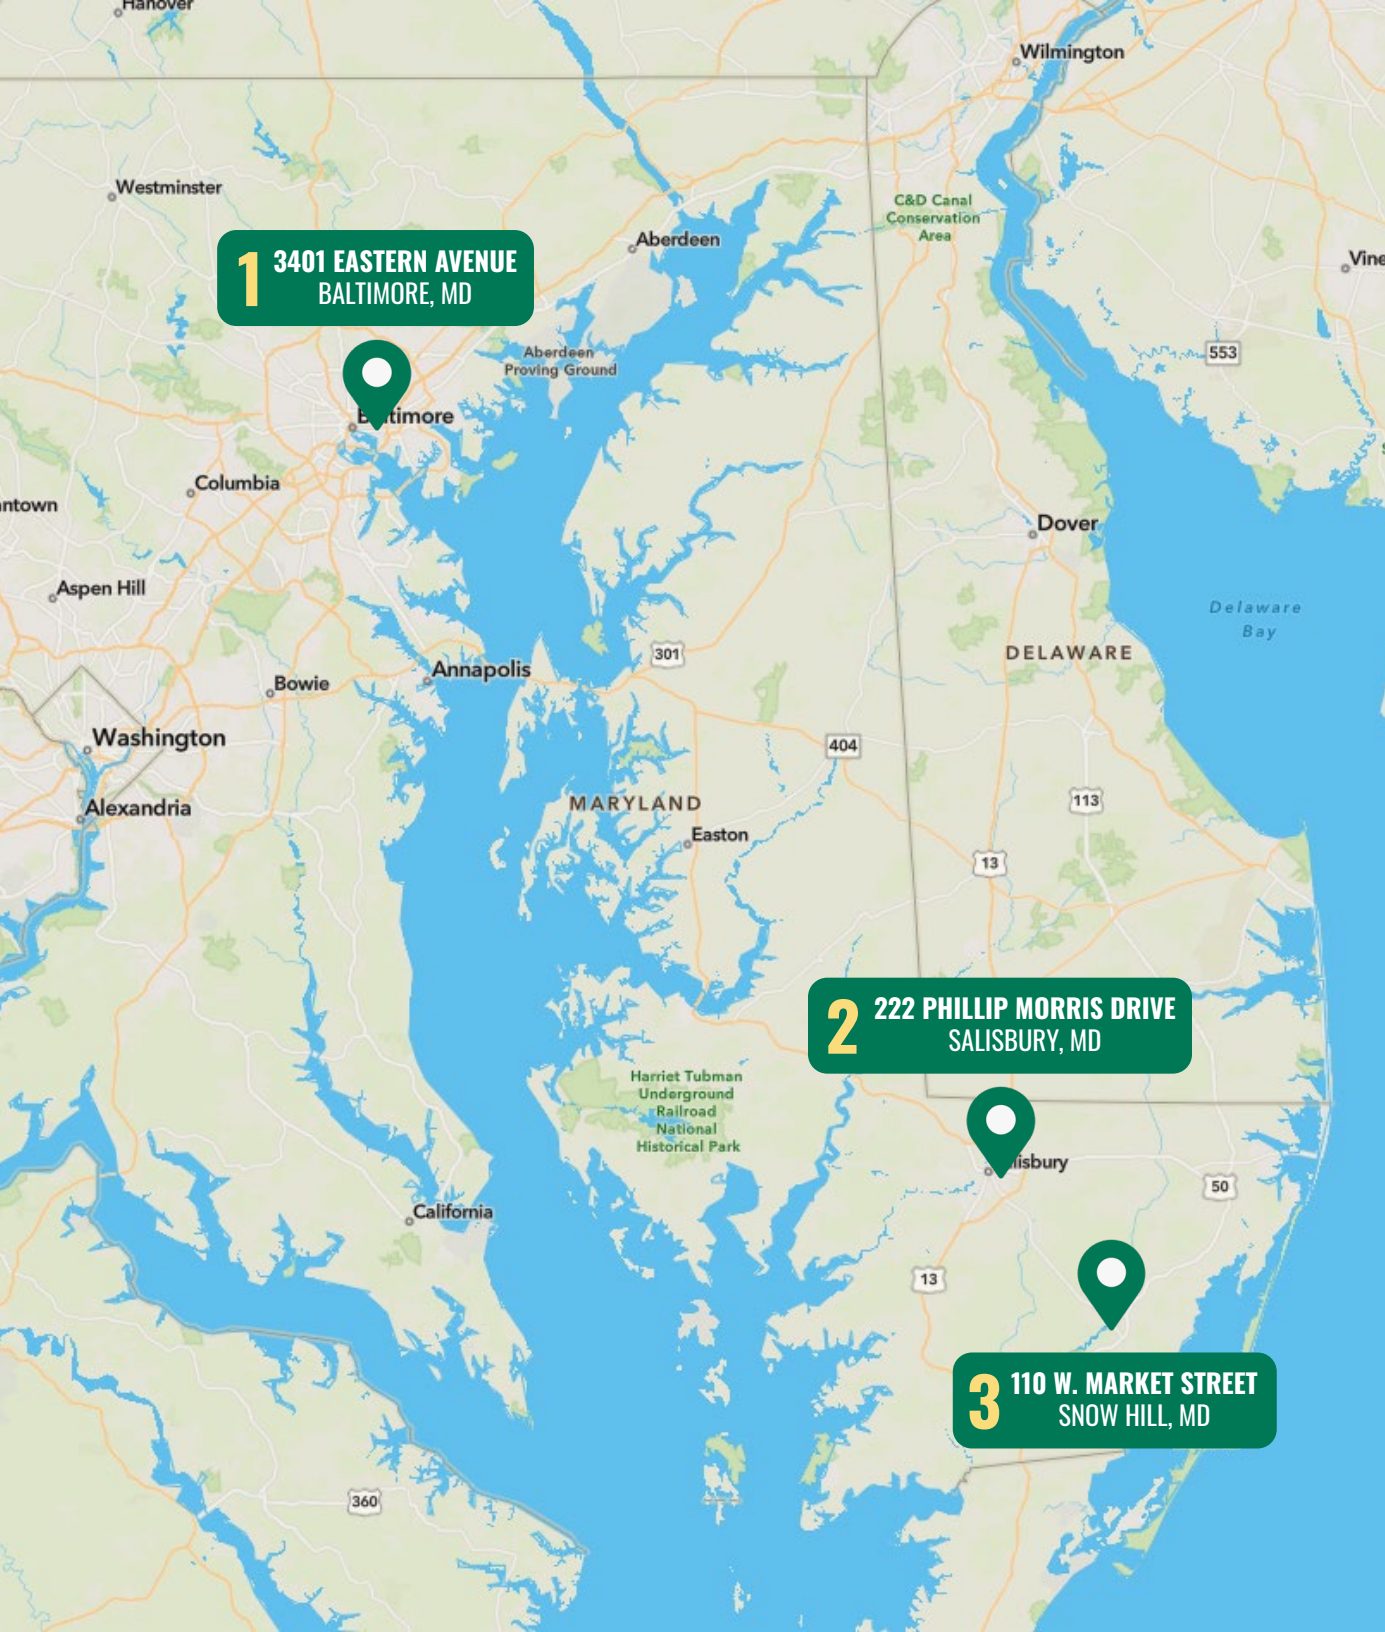 Hanover
Wilmington
Westminster
C&D Canal
Conservation
Area
Aberdeen
1
3401 EASTERN AVENUE
BALTIMORE, MD
Vine
553
Aberdeen
Proving Ground
timore
Columbia
ntown
Dover
Aspen Hill
Delaware
Bay
301
DELAWARE
Annapolis
Bowie
Washington
404
MARYLAND
113
Alexandria
Easton
13
2
222 PHILLIP MORRIS DRIVE
SALISBURY, MD
Harriet Tubman
Underground
Railroad
National
Historical Park
isbury
50
California
13
3
110 W. MARKET STREET
SNOW HILL, MD
360